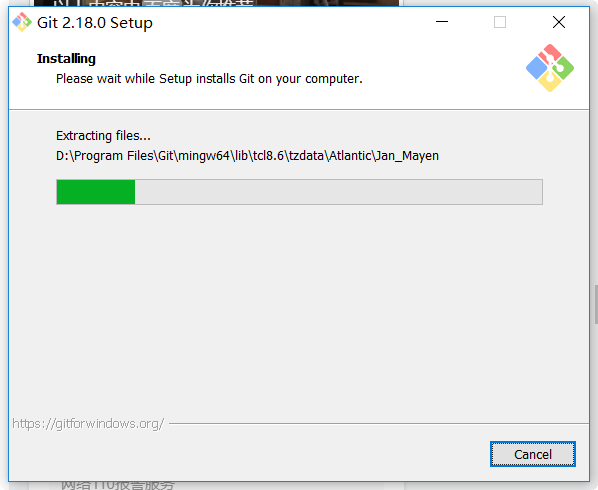 Git 2.18.0 Setup
Installing
Please wait while Setup installs Git on your computer.
Extracting files...
D:\Program Files\Git\mingw64\lib\tcl8.6\tzdata\Atlantic\Jan_Mayen
https://gitforwindows.org/
Cancel
网络110报警服务